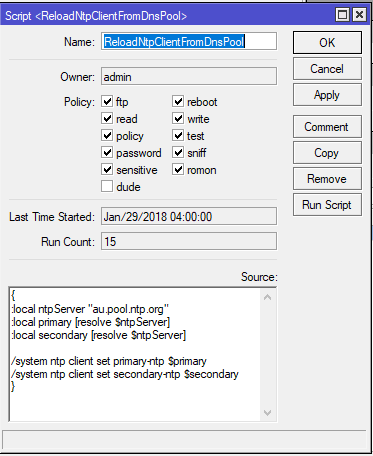 Script <ReloadNtpClientFromDnsPool>
Name: ReloadNtpClientFromDnsPool
OK
Owner: admin
Cancel
Policy: ftp reboot
Apply
read write
policy test
Comment
password sniff
Copy
sensitive romon
Remove
dude
Last Time Started: Jan/29/2018 04:00:00
Run Script
Run Count: 15
Source:
{
:local ntpServer "au.pool.ntp.org"
:local primary [resolve $ntpServer]
:local secondary [resolve $ntpServer]
/system ntp client set primary-ntp $primary
/system ntp client set secondary-ntp $secondary
}